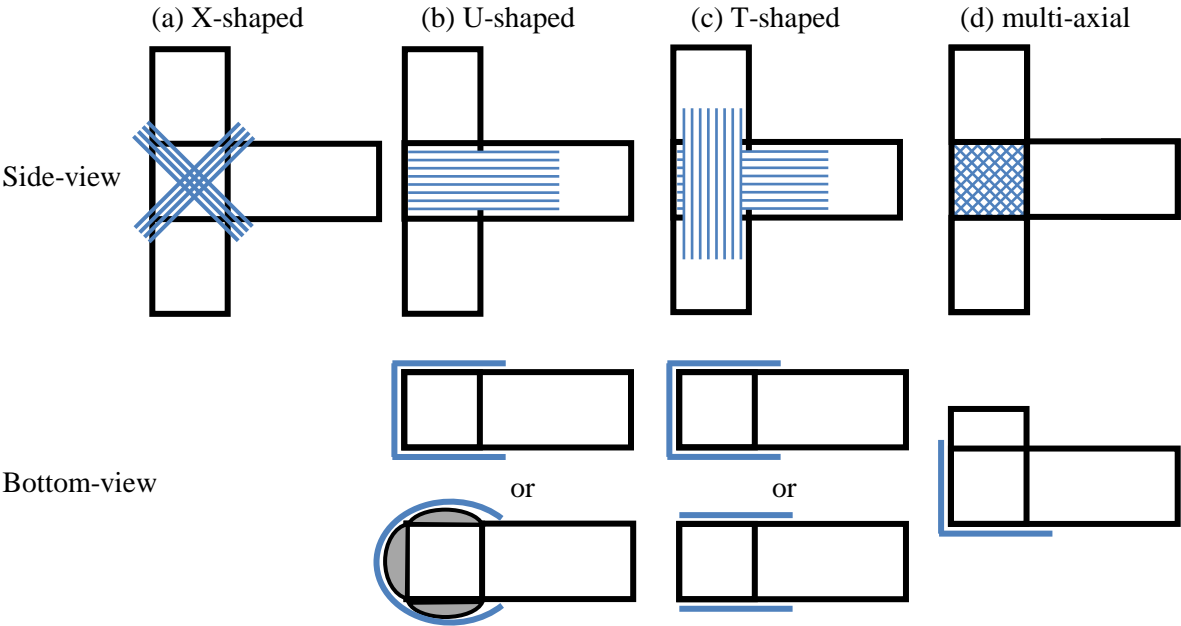 (a) X-shaped
(b) U-shaped
(c) T-shaped
(d) multi-axial
Side-view
Bottom-view
or
or